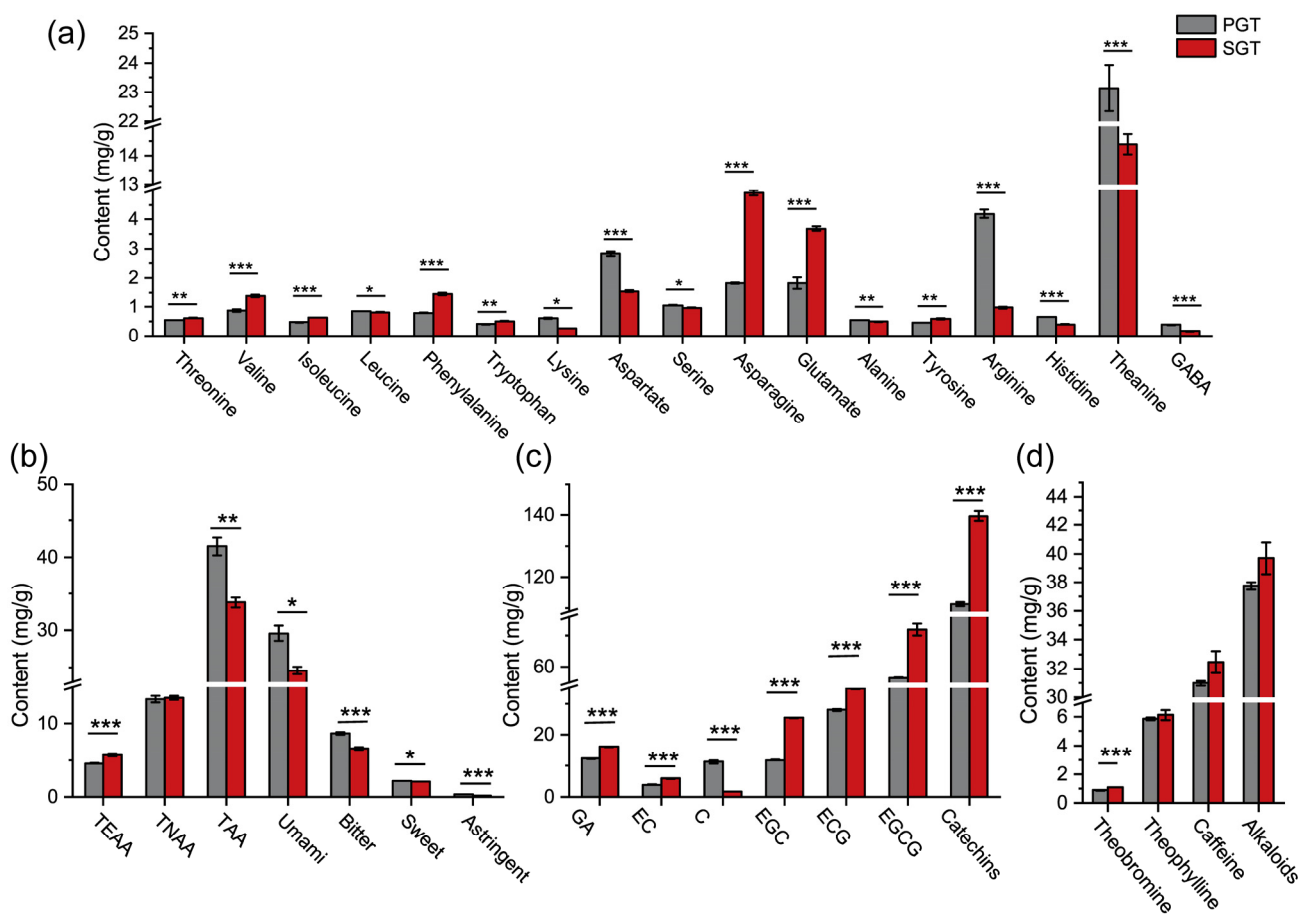 (a)
PGT
SGT
Content (mg/g)
25
24
23
22
14
13
4
3
2
1
0
**
***
***
*
***
**
*
***
*
***
***
**
**
***
***
***
***
Threonine
Valine
Isoleucine
Leucine
Phenylalanine
Tryptophan
Lysine
Aspartate
Serine
Asparagine
Glutamate
Alanine
Tyrosine
Arginine
Histidine
Theanine
GABA
(b)
Content (mg/g)
50
40
30
10
0
***
**
*
***
*
***
TEAA
TNAA
TAA
Umami
Bitter
Sweet
Astringent
(c)
Content (mg/g)
140
120
60
20
0
***
***
***
***
***
***
***
GA
EC
C
EGC
ECG
EGCG
Catechins
(d)
Content (mg/g)
44
42
40
38
32
30
6
4
2
0
***
Theobromine
Theophylline
Caffeine
Alkaloids